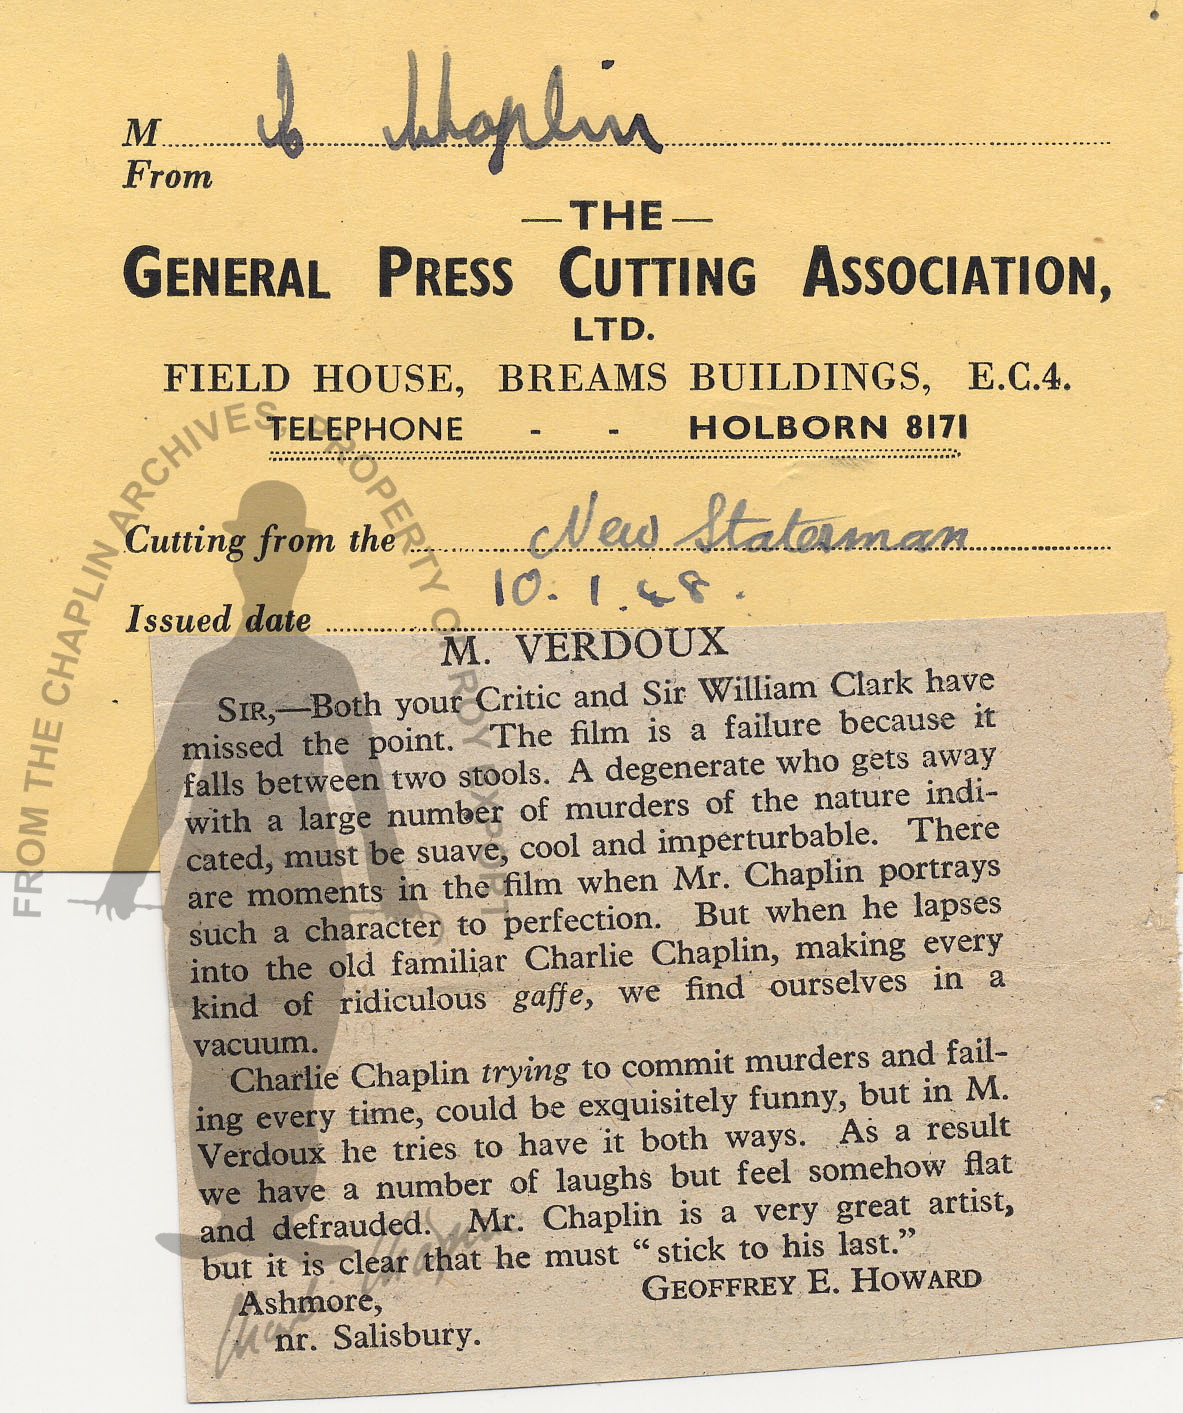 M C Chaplin
From
—THE—
GENERAL PRESS CUTTING ASSOCIATION,
LTD.
FIELD HOUSE, BREAMS BUILDINGS, E.C.4.
TELEPHONE - - HOLBORN 8171
Cutting from the New Statesman
Issued date 10.1.48.
M. VERDOUX
SIR,—Both your Critic and Sir William Clark have
missed the point. The film is a failure because it
falls between two stools. A degenerate who gets away
with a large number of murders of the nature indi-
cated, must be suave, cool and imperturbable. There
are moments in the film when Mr. Chaplin portrays
such a character to perfection. But when he lapses
into the old familiar Charlie Chaplin, making every
kind of ridiculous gaffe, we find ourselves in a
vacuum.
Charlie Chaplin trying to commit murders and fail-
ing every time, could be exquisitely funny, but in M.
Verdoux he tries to have it both ways. As a result
we have a number of laughs but feel somehow flat
and defrauded. Mr. Chaplin is a very great artist,
but it is clear that he must “stick to his last.”
GEOFFREY E. HOWARD
Ashmore,
nr. Salisbury.
FROM THE CHAPLIN ARCHIVES, PROPERTY OF ROY EXPORT